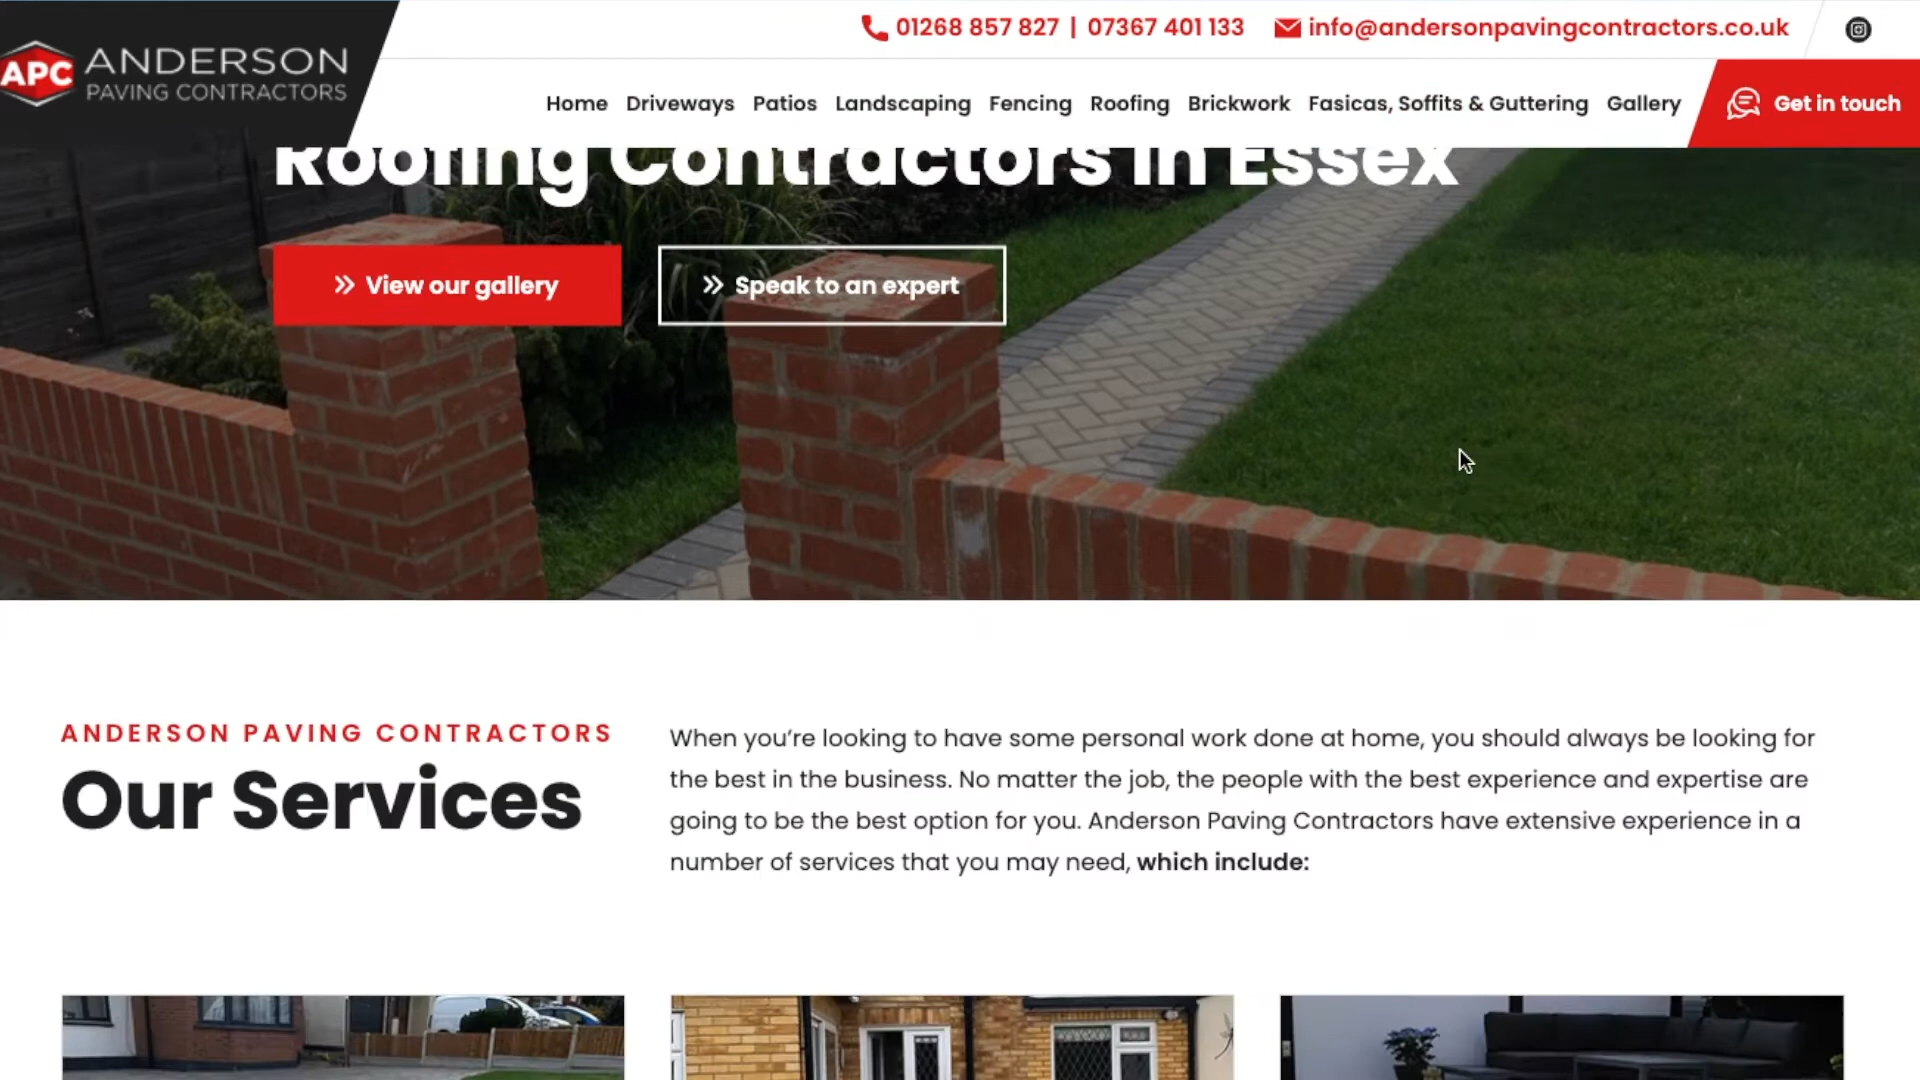 APC ANDERSON
PAVING CONTRACTORS
01268 857 827 | 07367 401 133 info@andersonpavingcontractors.co.uk
Home Driveways Patios Landscaping Fencing Roofing Brickwork Fasicas, Soffits & Guttering Gallery Get in touch
Roofing Contractors in Essex
View our gallery Speak to an expert
ANDERSON PAVING CONTRACTORS
Our Services
When you’re looking to have some personal work done at home, you should always be looking for
the best in the business. No matter the job, the people with the best experience and expertise are
going to be the best option for you. Anderson Paving Contractors have extensive experience in a
number of services that you may need, which include: